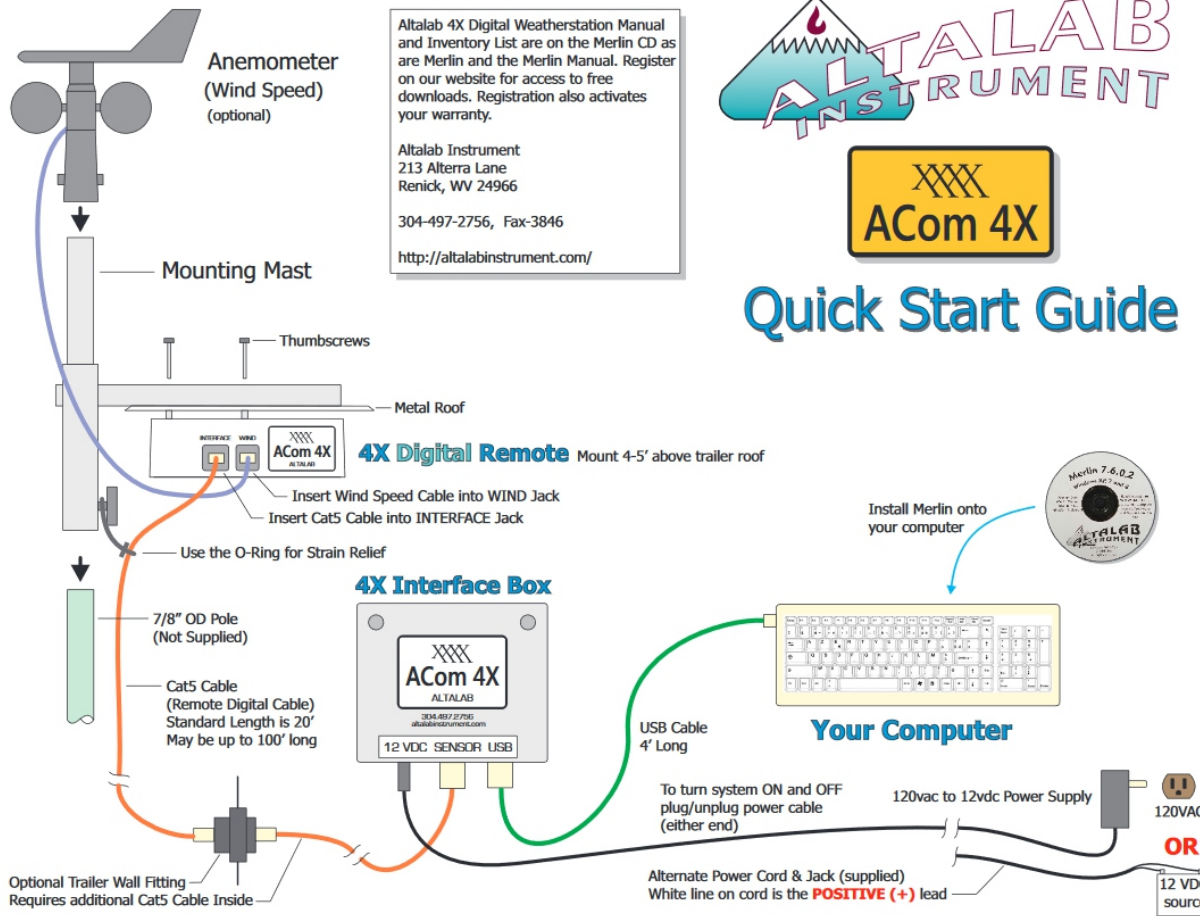 Altalab 4X Digital Weatherstation Manual
and Inventory List are on the Merlin CD as
are Merlin and the Merlin Manual. Register
on our website for access to free
downloads. Registration also activates
your warranty.
Altalab Instrument
213 Alterra Lane
Renick, WV 24966
304-497-2756, Fax-3846
http://altalabinstrument.com/
ALTALAB
INSTRUMENT
XXXX
ACom 4X
Quick Start Guide
Anemometer
(Wind Speed)
(optional)
Mounting Mast
Thumbscrews
Metal Roof
INTERFACE WIND
XXXX
ACom 4X
ALTALAB
4X Digital Remote Mount 4-5' above trailer roof
Insert Wind Speed Cable into WIND Jack
Insert Cat5 Cable into INTERFACE Jack
Use the O-Ring for Strain Relief
7/8" OD Pole
(Not Supplied)
Cat5 Cable
(Remote Digital Cable)
Standard Length is 20'
May be up to 100' long
Optional Trailer Wall Fitting
Requires additional Cat5 Cable Inside
4X Interface Box
XXXX
ACom 4X
ALTALAB
304.497.2756
altalabinstrument.com
12 VDC SENSOR USB
Install Merlin onto
your computer
Merlin 7.6.0.2
ALTALAB
INSTRUMENT
USB Cable
4' Long
Your Computer
To turn system ON and OFF
plug/unplug power cable
(either end)
120vac to 12vdc Power Supply
120VAC
OR
Alternate Power Cord & Jack (supplied)
White line on cord is the POSITIVE (+) lead
12 VD
sourc